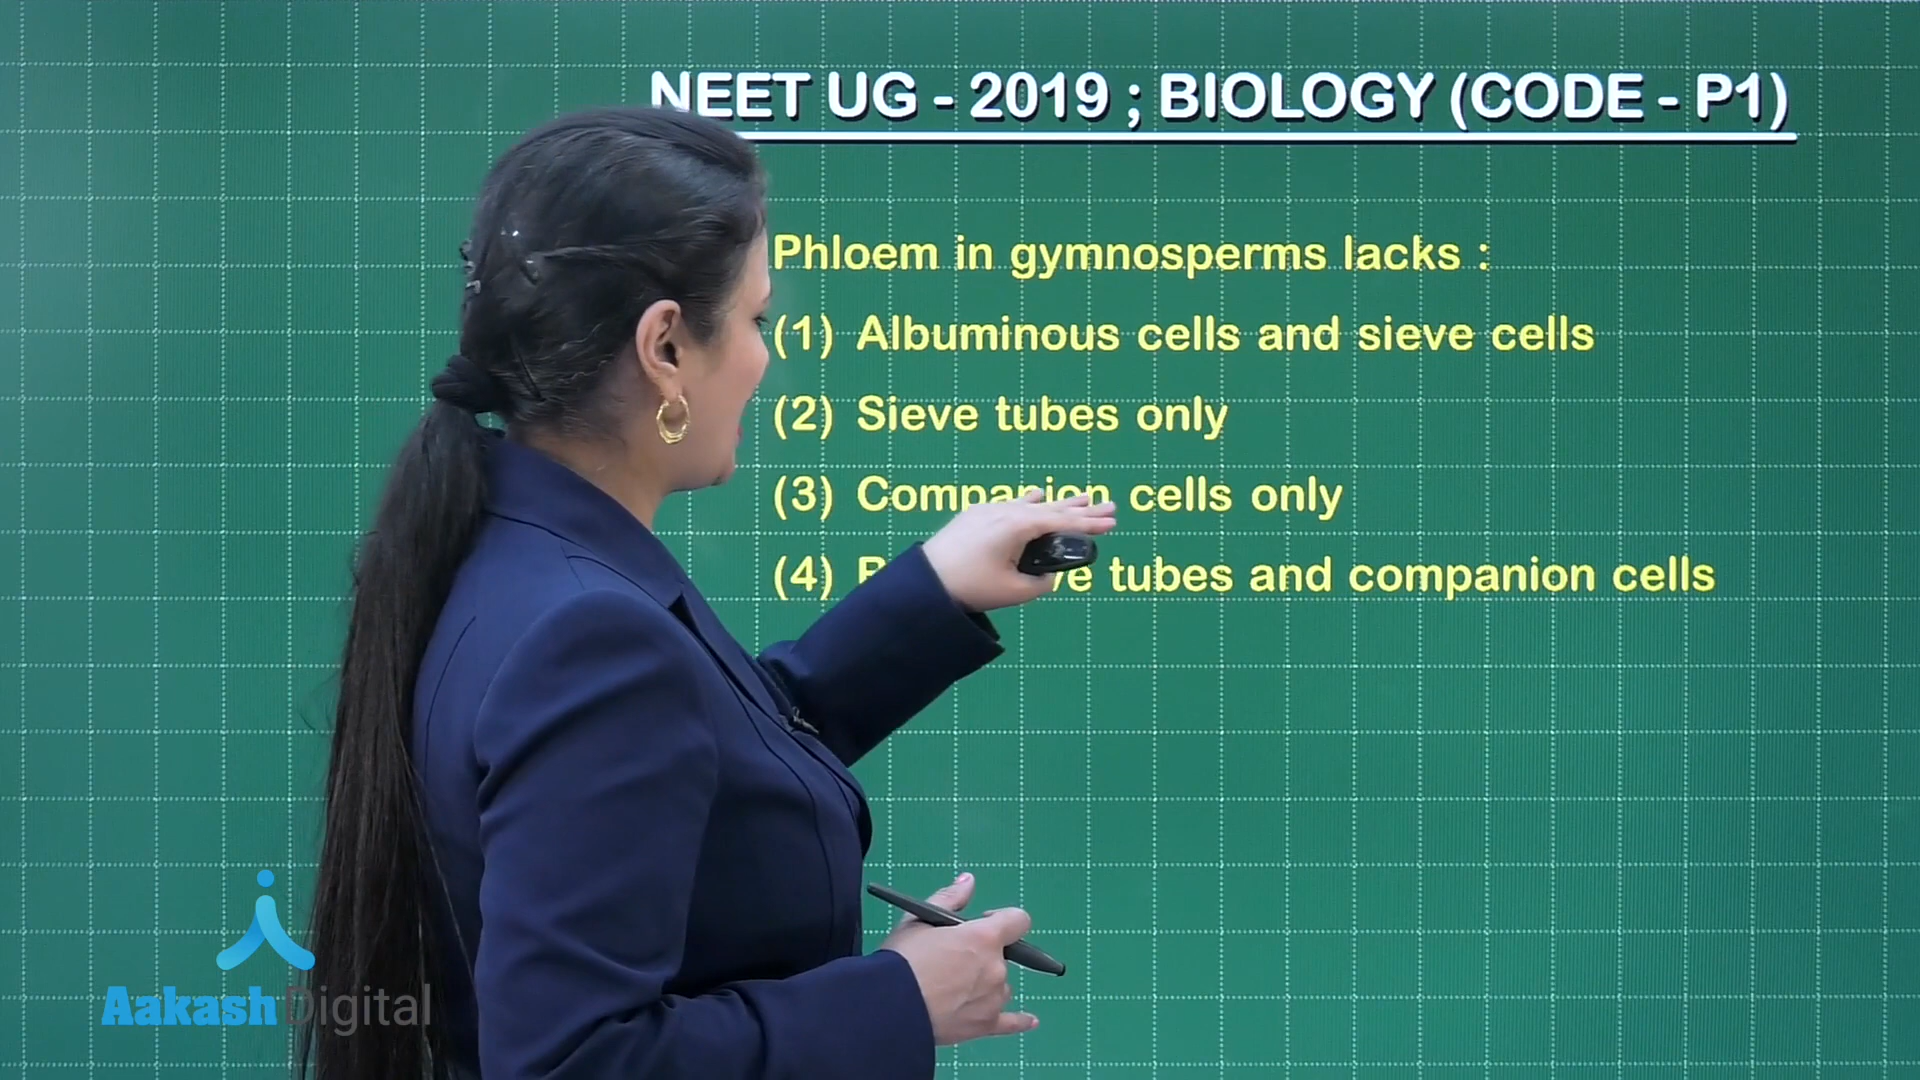 NEET UG - 2019 ; BIOLOGY (CODE - P1)
Phloem in gymnosperms lacks :
(1) Albuminous cells and sieve cells
(2) Sieve tubes only
(3) Companion cells only
(4) tubes and companion cells
Aakash Digital